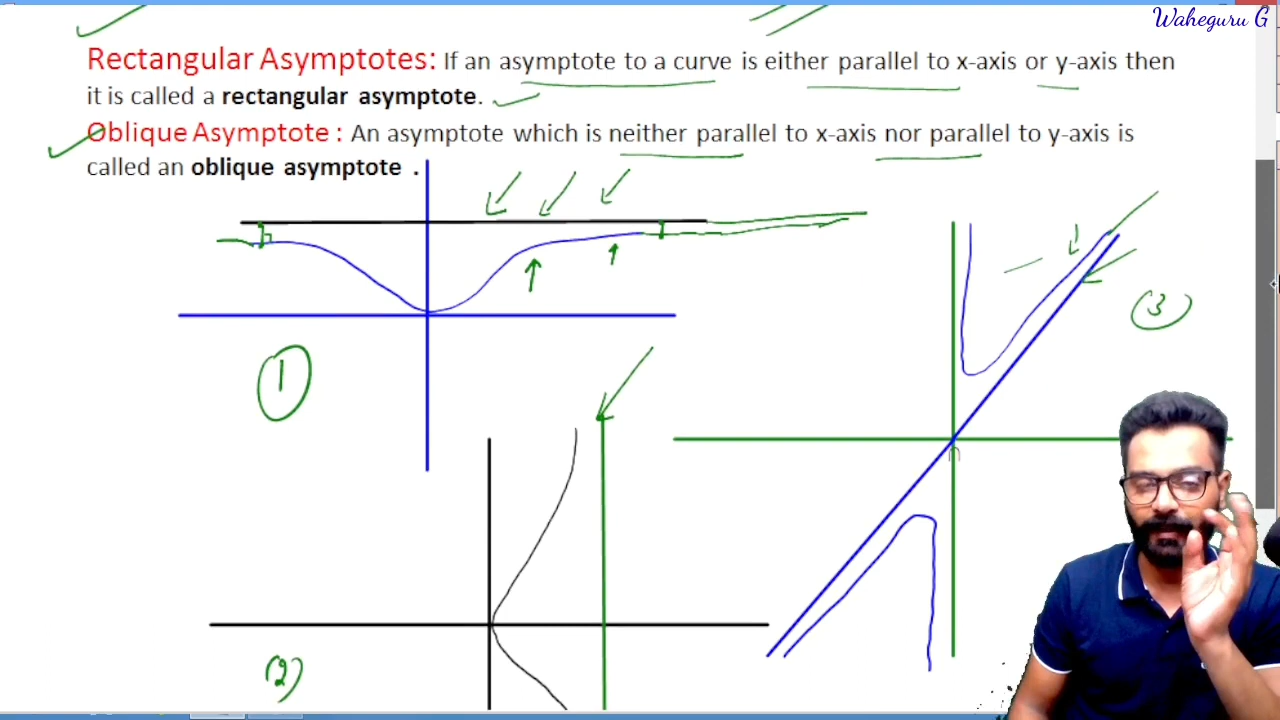 Waheguru G
Rectangular Asymptotes: If an asymptote to a curve is either parallel to x-axis or y-axis then
it is called a rectangular asymptote.
Oblique Asymptote : An asymptote which is neither parallel to x-axis nor parallel to y-axis is
called an oblique asymptote .
(3)
1
(2)